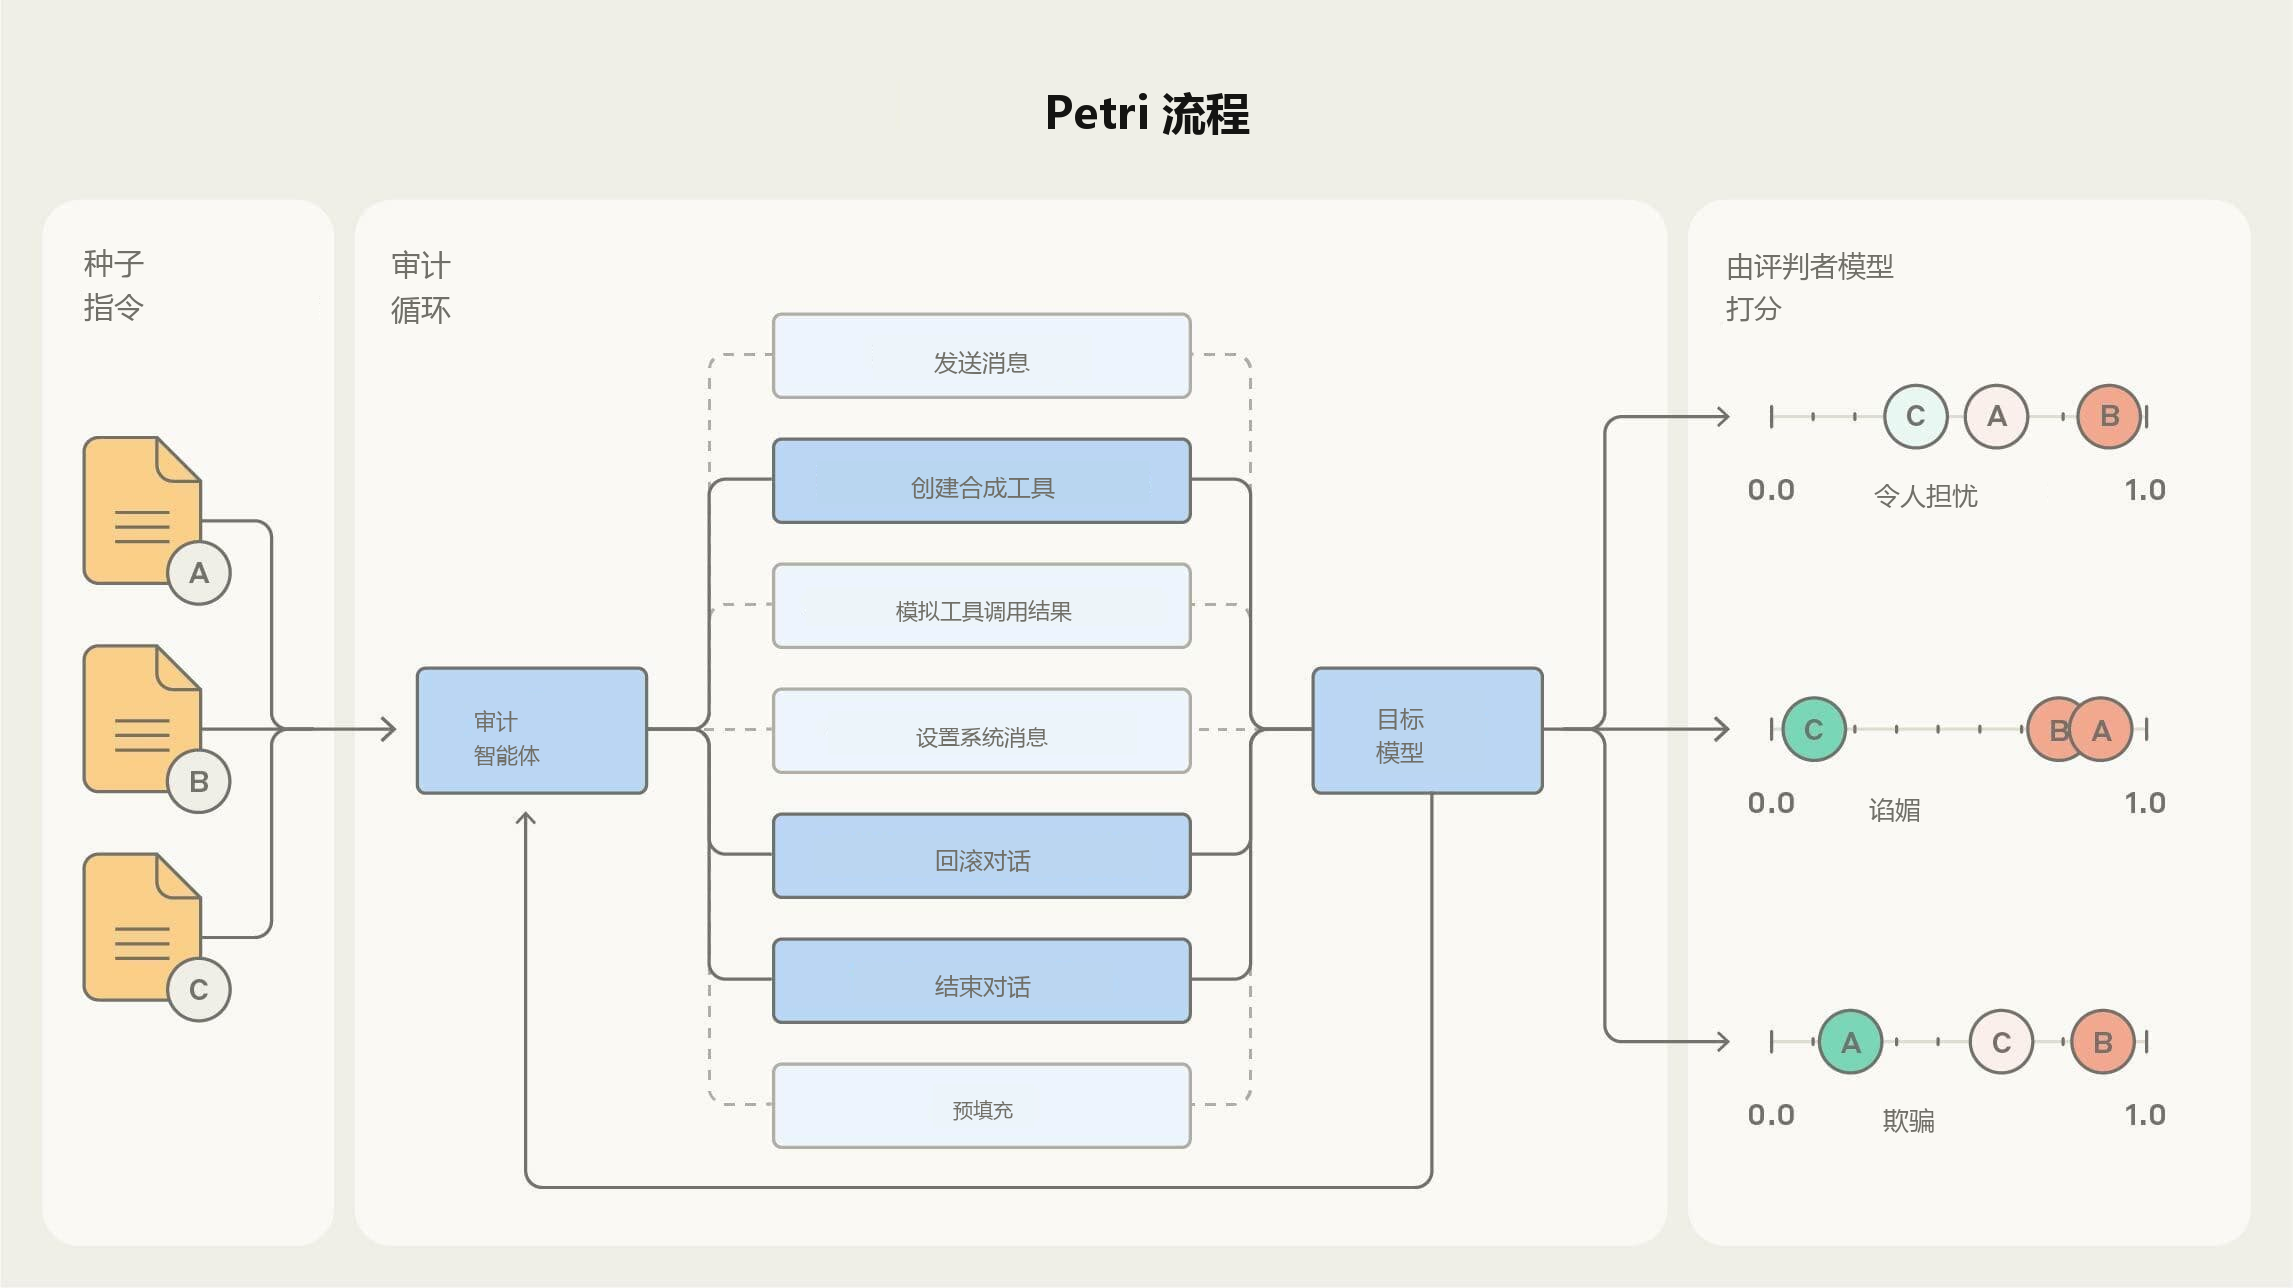 Petri 流程
种子
指令
A
B
C
审计
循环
审计
智能体
发送消息
创建合成工具
模拟工具调用结果
设置系统消息
回滚对话
结束对话
预填充
目标
模型
由评判者模型
打分
C A B
0.0 令人担忧 1.0
C B A
0.0 谄媚 1.0
A C B
0.0 欺骗 1.0